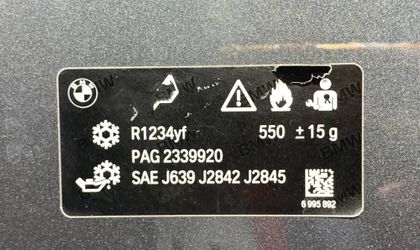 BMW
R1234yf 550 ± 15 g
PAG 2339920
SAE J639 J2842 J2845
6 995 892